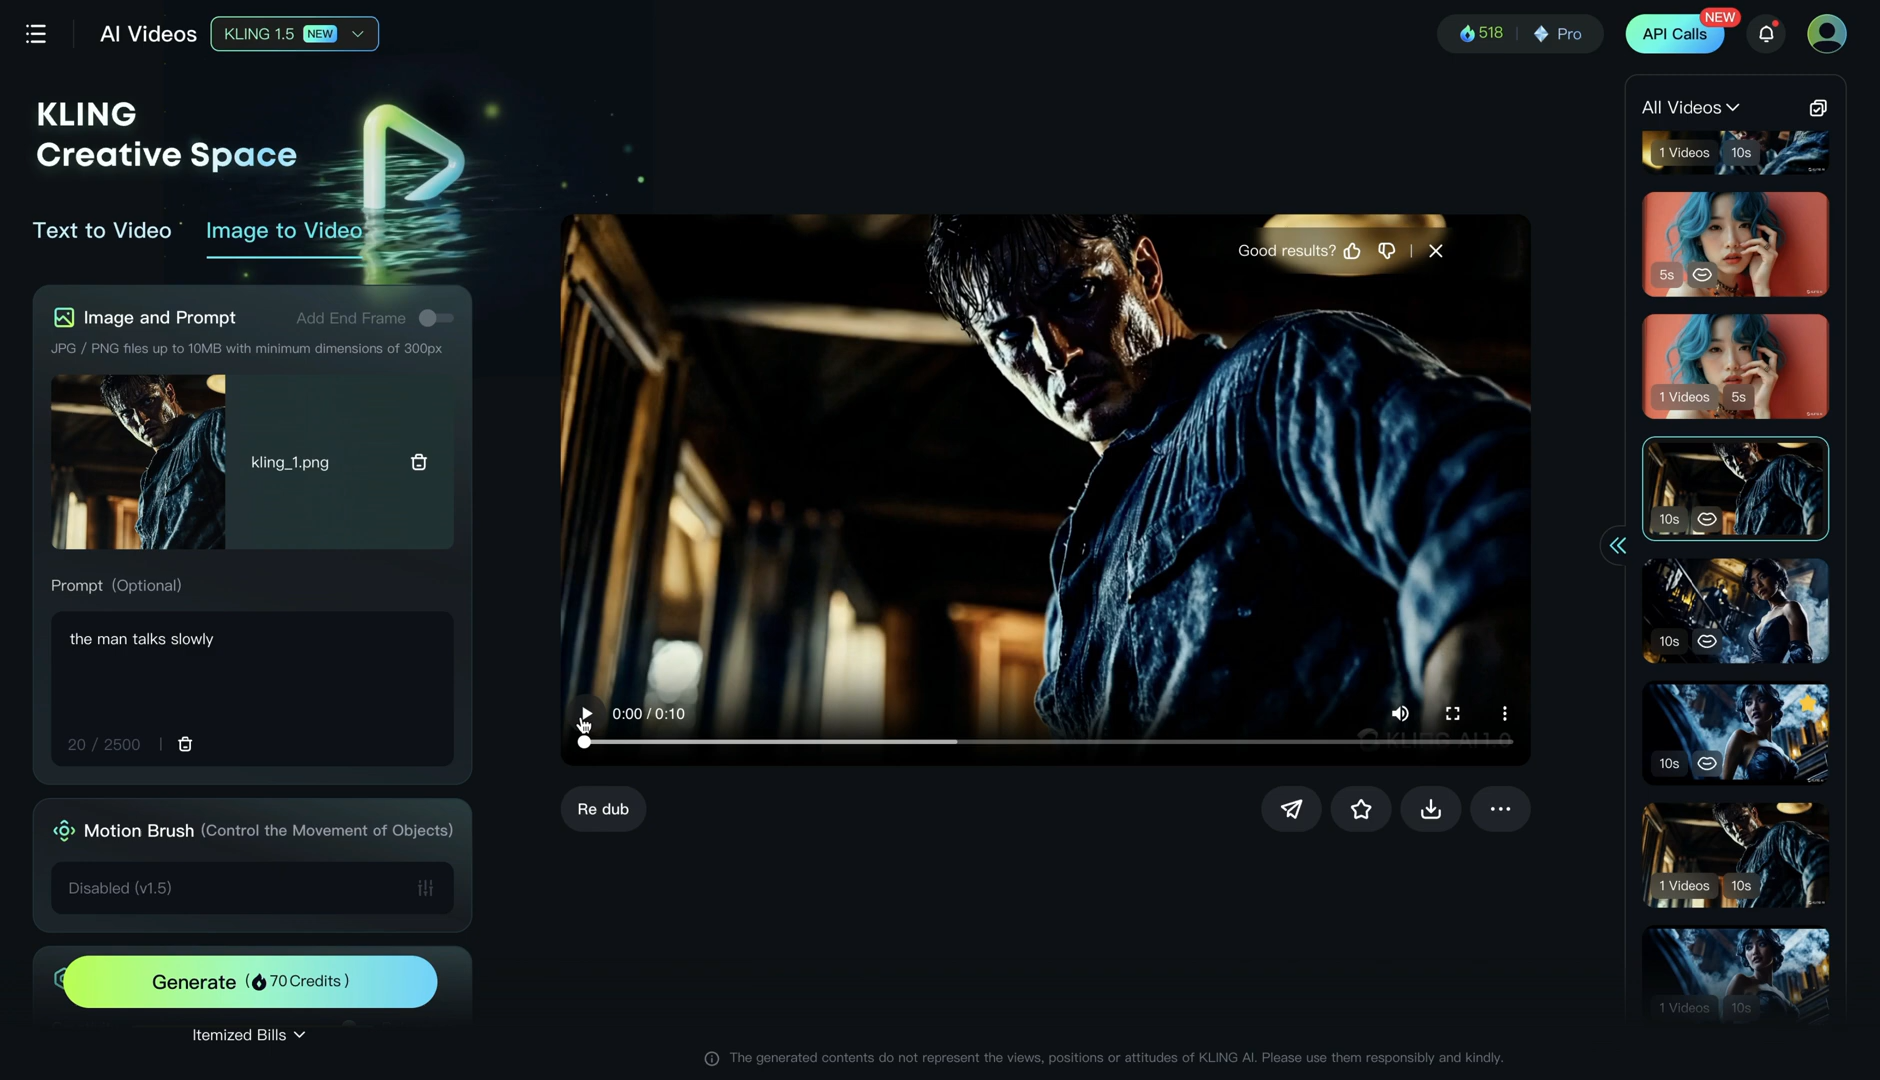 AI Videos
KLING 1.5 NEW
518 | Pro
API Calls
NEW
KLING
Creative Space
Text to Video
Image to Video
Image and Prompt
Add End Frame
JPG / PNG files up to 10MB with minimum dimensions of 300px
kling_1.png
Prompt (Optional)
the man talks slowly
20 / 2500
Motion Brush (Control the Movement of Objects)
Disabled (v1.5)
Generate ( 70 Credits )
Itemized Bills
Good results?
0:00 / 0:10
KLING AI 1.0
Re dub
The generated contents do not represent the views, positions or attitudes of KLING AI. Please use them responsibly and kindly.
All Videos
1 Videos 10s
5s
1 Videos 5s
10s
10s
10s
1 Videos 10s
1 Videos 10s